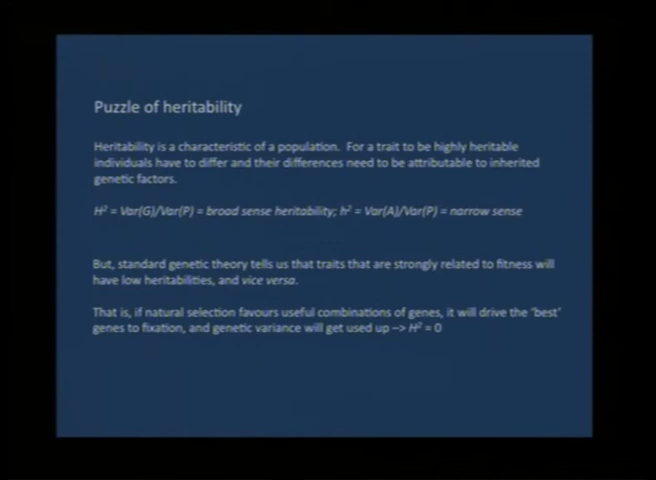 Puzzle of heritability
Heritability is a characteristic of a population. For a trait to be highly heritable
individuals have to differ and their differences need to be attributable to inherited
genetic factors.
H² = Var(G)/Var(P) = broad sense heritability; h² = Var(A)/Var(P) = narrow sense
But, standard genetic theory tells us that traits that are strongly related to fitness will
have low heritabilities, and vice versa.
That is, if natural selection favours useful combinations of genes, it will drive the 'best'
genes to fixation, and genetic variance will get used up –> H² = 0